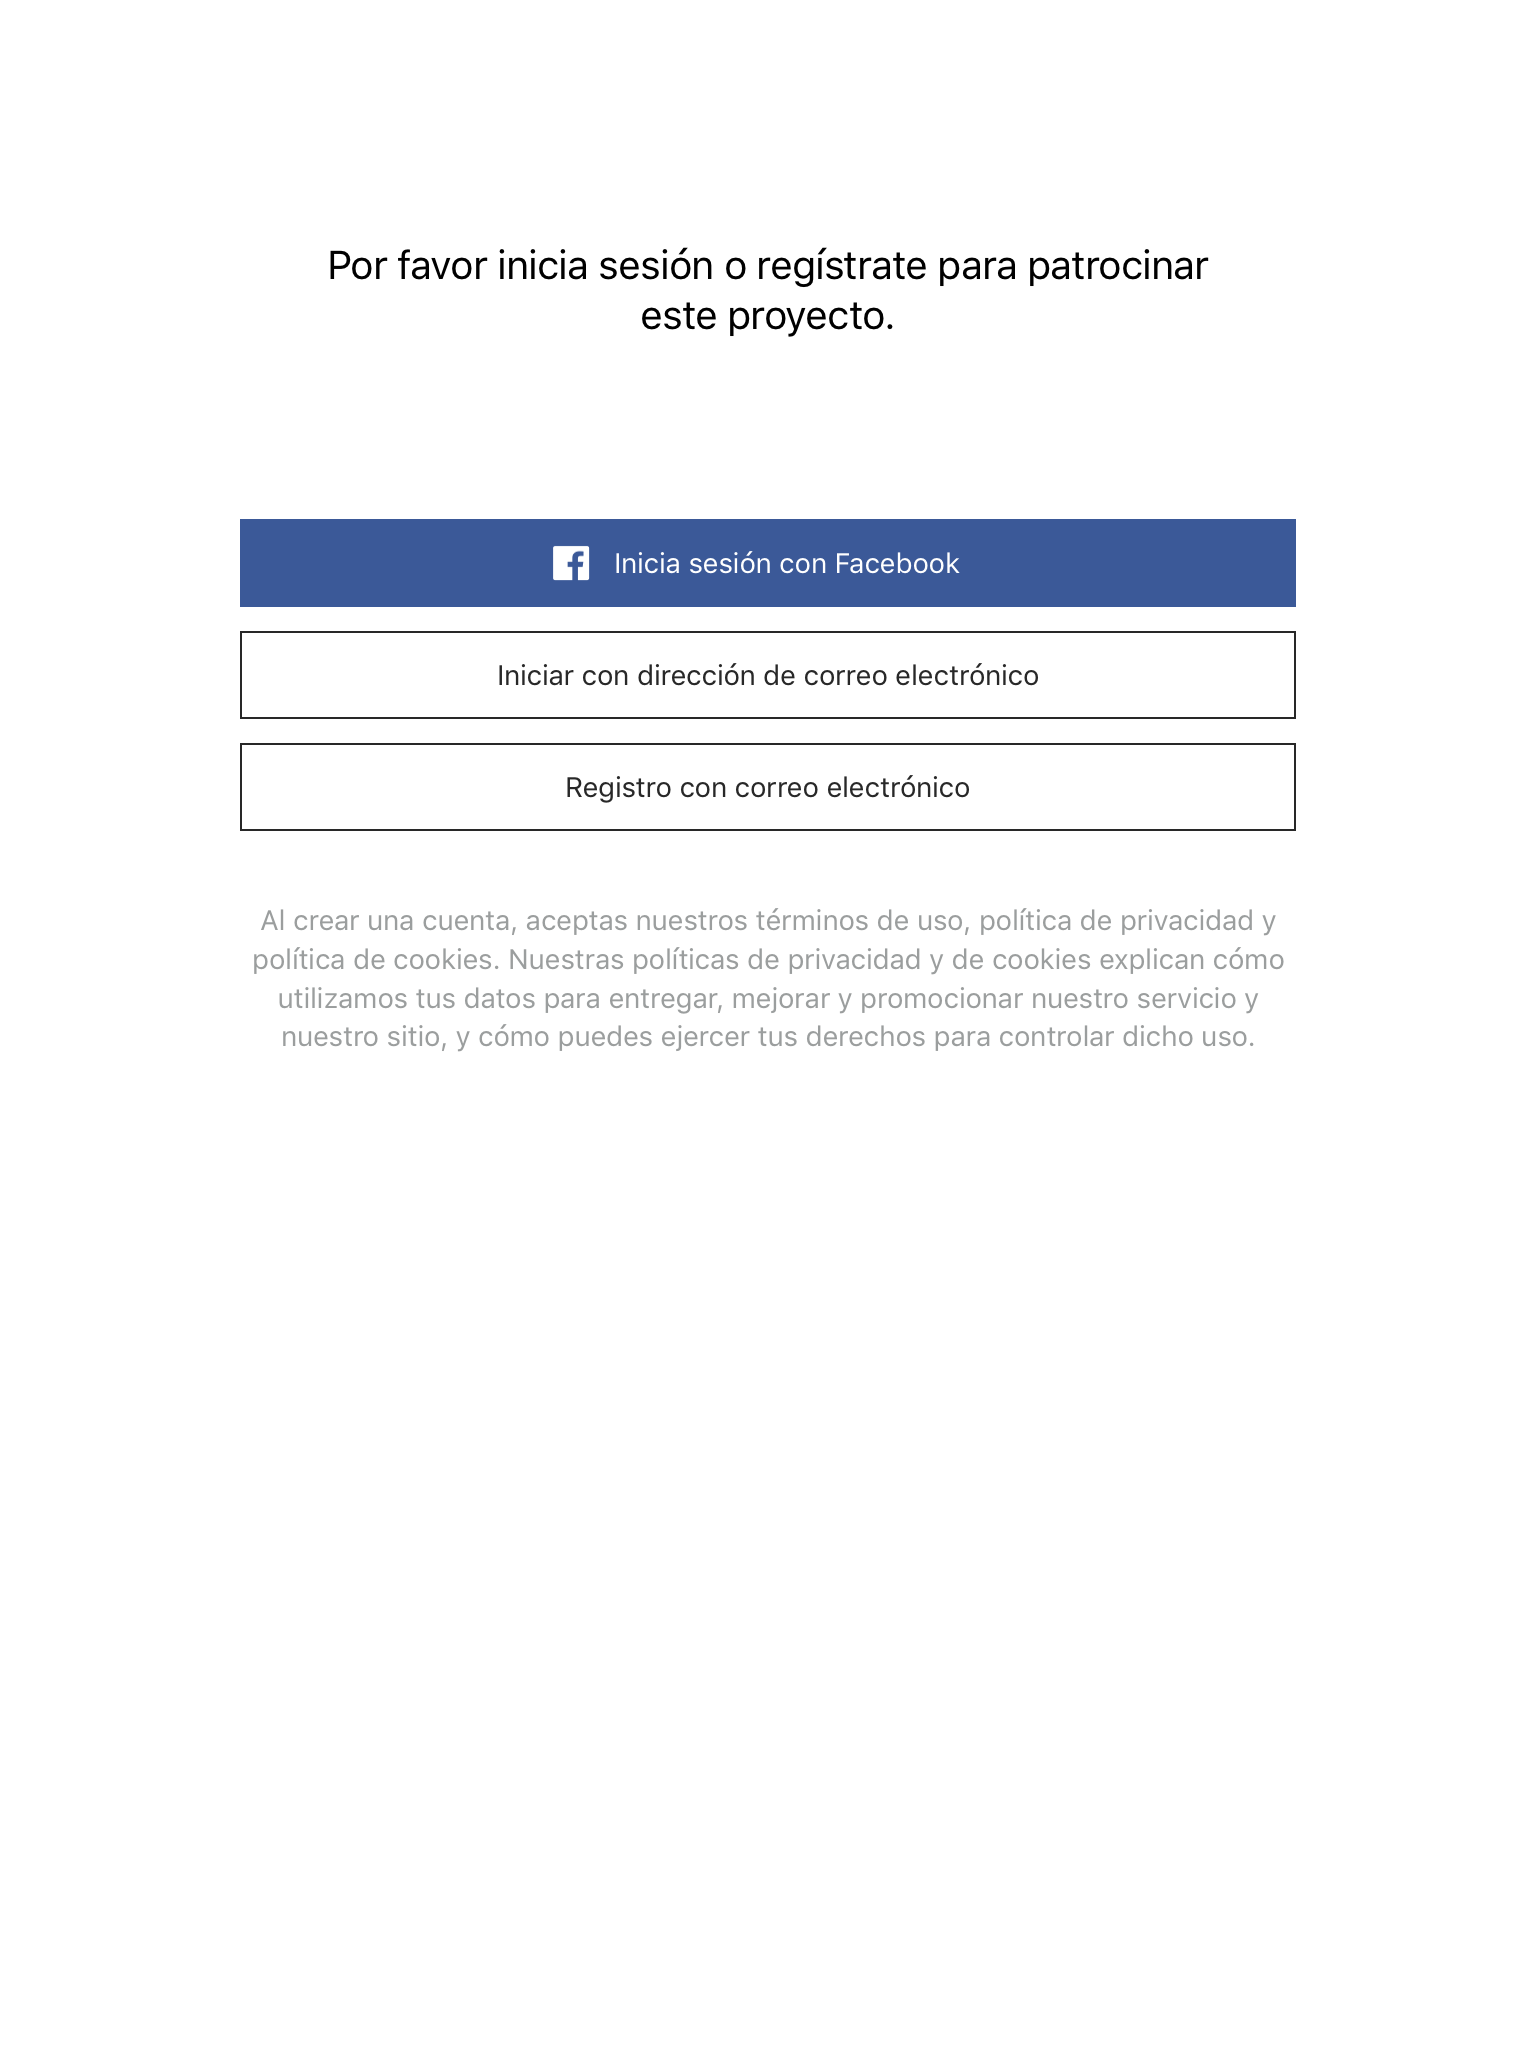 Por favor inicia sesión o regístrate para patrocinar
este proyecto.
Inicia sesión con Facebook
Iniciar con dirección de correo electrónico
Registro con correo electrónico
Al crear una cuenta, aceptas nuestros términos de uso, política de privacidad y
política de cookies. Nuestras políticas de privacidad y de cookies explican cómo
utilizamos tus datos para entregar, mejorar y promocionar nuestro servicio y
nuestro sitio, y cómo puedes ejercer tus derechos para controlar dicho uso.